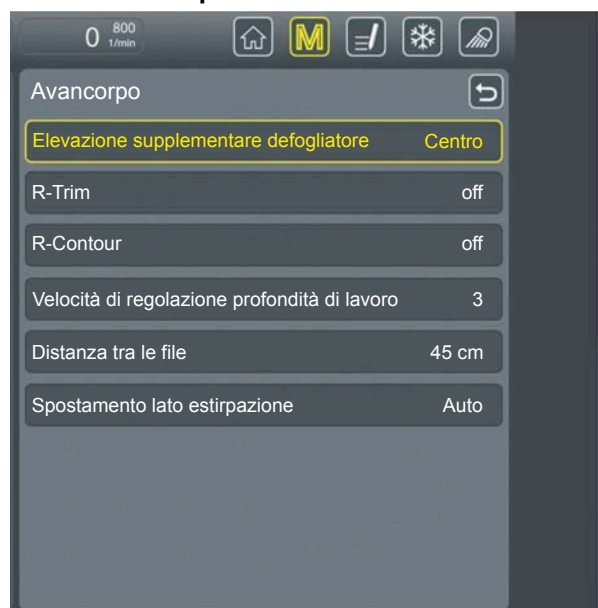 0 800 1/min M
Avancorpo
Elevazione supplementare defogliatore Centro
R-Trim off
R-Contour off
Velocità di regolazione profondità di lavoro 3
Distanza tra le file 45 cm
Spostamento lato estirpazione Auto